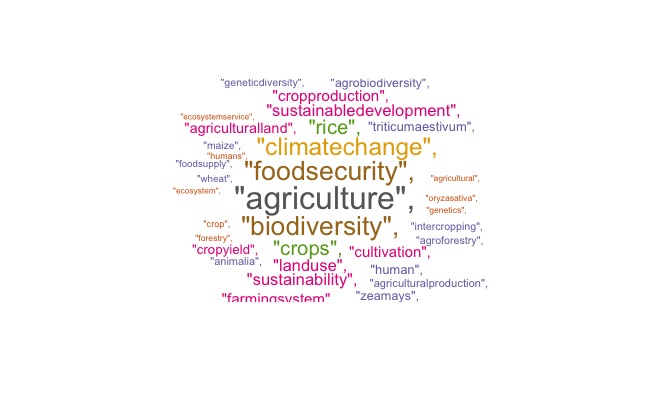 "geneticdiversity", "agrobiodiversity",
"cropproduction",
"sustainabledevelopment",
"ecosystemservice",
"agriculturalland", "rice", "triticumaestivum",
"maize", "climatechange",
"humans",
"foodsupply", "foodsecurity",
"wheat", "agricultural",
"ecosystem", "agriculture", "oryzasativa"
"genetics",
"crop", "biodiversity", "intercropping",
"forestry", "agroforestry",
"cropyield", "crops", "cultivation",
"animalia", "landuse", "human",
"sustainability", "agriculturalproduction",
"farmingsystem" "zeamays",